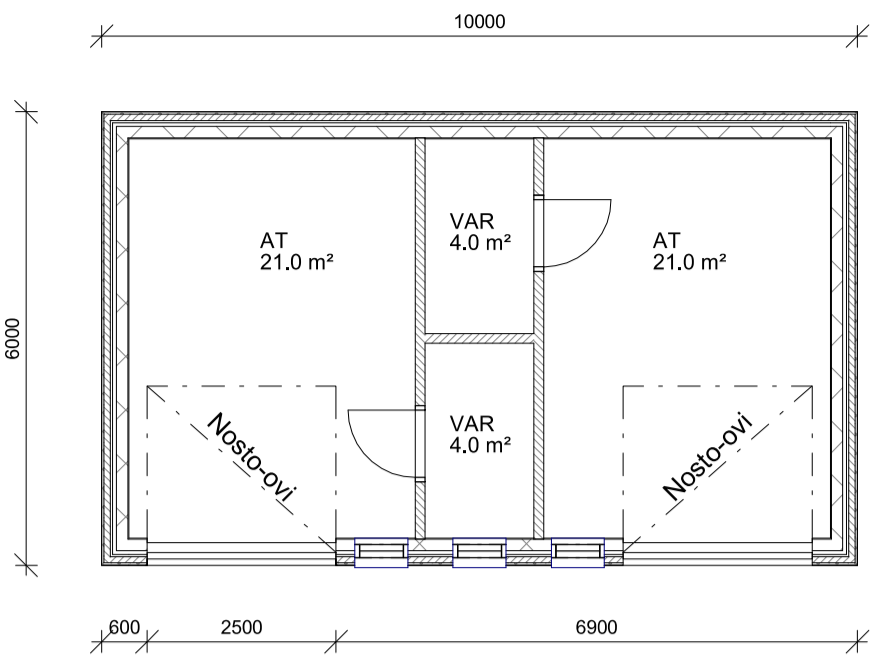 10000
6000
AT
21.0 m²
VAR
4.0 m²
AT
21.0 m²
VAR
4.0 m²
Nosto-ovi
Nosto-ovi
600
2500
6900